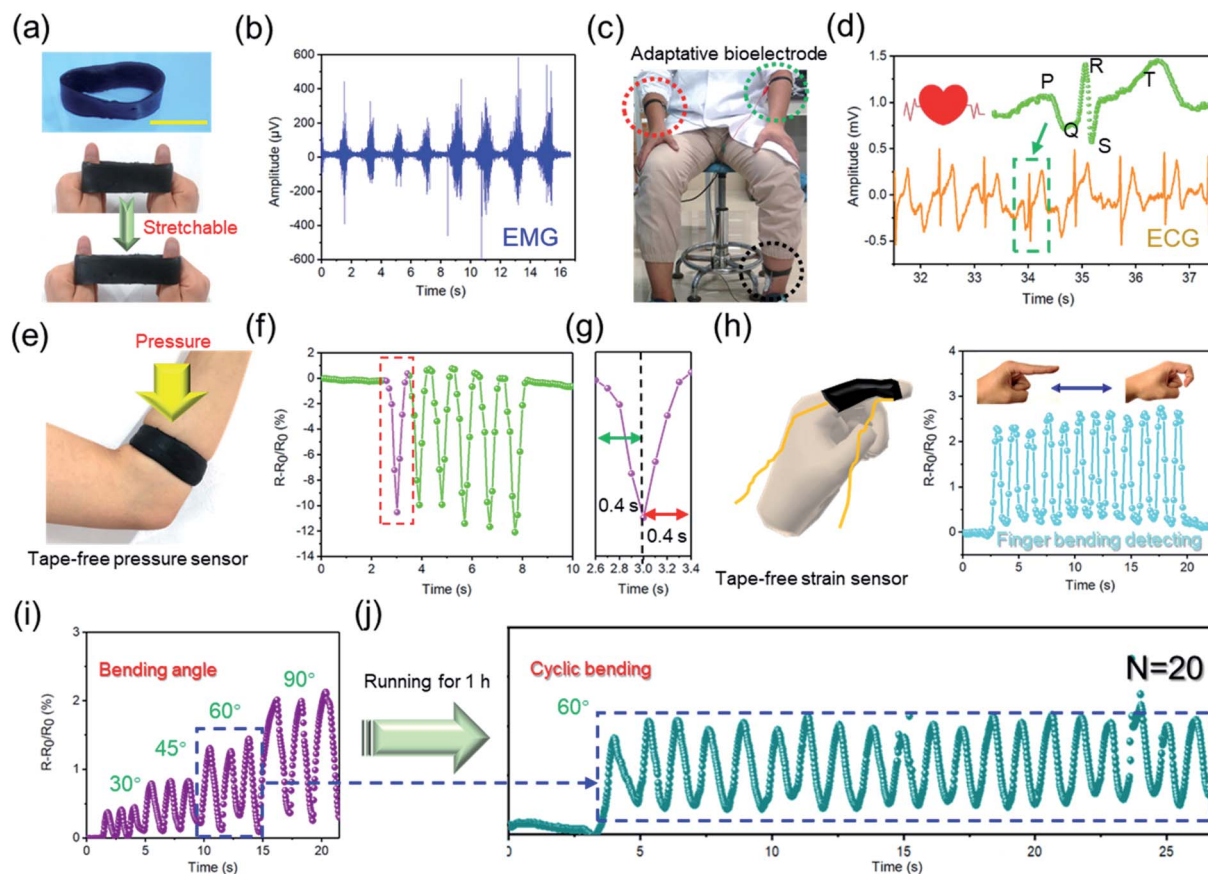 (a)
Stretchable
(b)
Amplitude (μV)
600
400
200
0
-200
-400
-600
EMG
0 2 4 6 8 10 12 14 16
Time (s)
(c)
Adaptative bioelectrode
(d)
Amplitude (mV)
1.5
1.0
0.5
0.0
-0.5
P
Q
R
S
T
ECG
32 33 34 35 36 37
Time (s)
(e)
Pressure
Tape-free pressure sensor
(f)
R-R0/R0 (%)
2
0
-2
-4
-6
-8
-10
-12
-14
0 2 4 6 8 10
Time (s)
(g)
0.4 s
0.4 s
2.6 2.8 3.0 3.2 3.4
Time (s)
(h)
Tape-free strain sensor
R-R0/R0 (%)
4
3
2
1
0
Finger bending detecting
0 5 10 15 20
Time (s)
(i)
R-R0/R0 (%)
3
2
1
0
Bending angle
30°
45°
60°
90°
0 5 10 15 20
Time (s)
(j)
Running for 1 h
Cyclic bending
N=20
60°
0 5 10 15 20 25
Time (s)